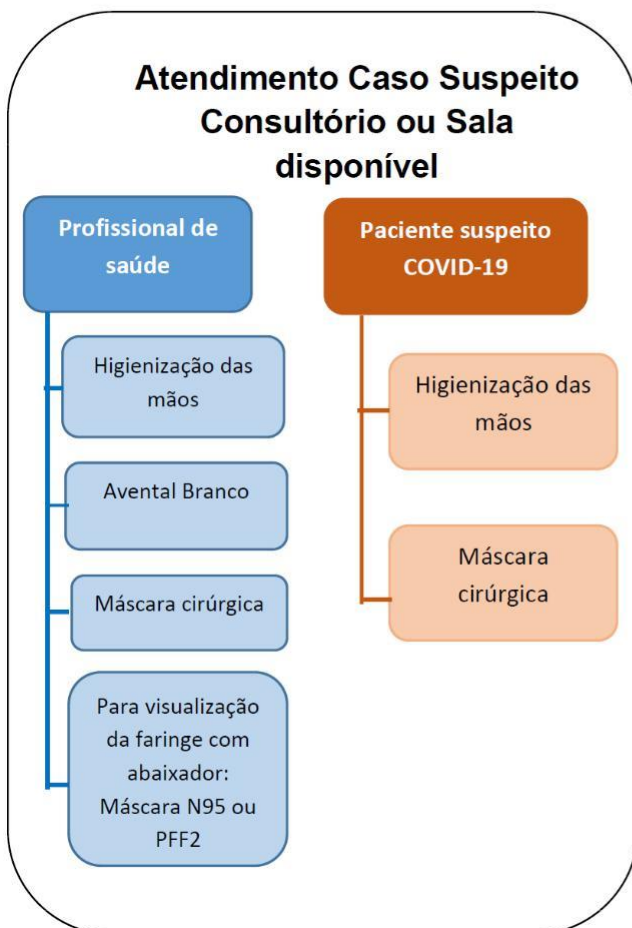 Atendimento Caso Suspeito
Consultório ou Sala
disponível
Profissional de
saúde
Higienização das
mãos
Avental Branco
Máscara cirúrgica
Para visualização
da faringe com
abaixador:
Máscara N95 ou
PFF2
Paciente suspeito
COVID-19
Higienização das
mãos
Máscara
cirúrgica